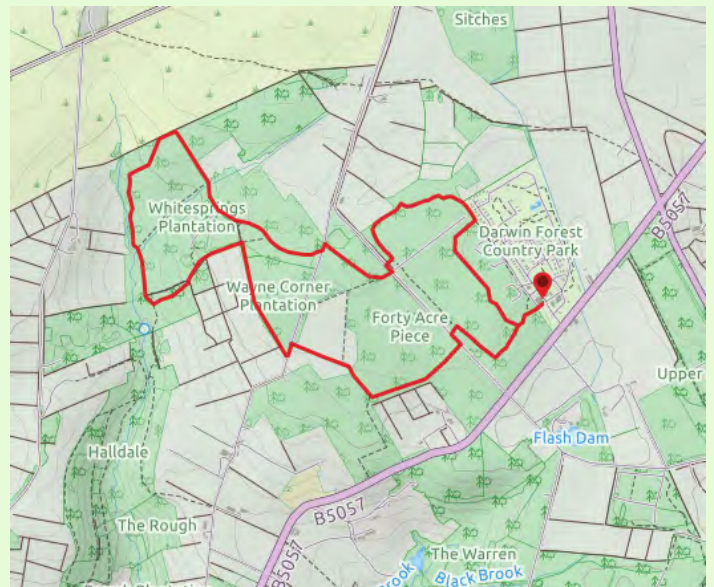 Sitches
B5057
Whitesprings
Plantation
Darwin Forest
Country Park
Wayne Corner
Plantation
Forty Acre
Piece
Upper
Flash Dam
Halldale
B5057
The Rough
B5057
The Warren
Black Brook
Brook